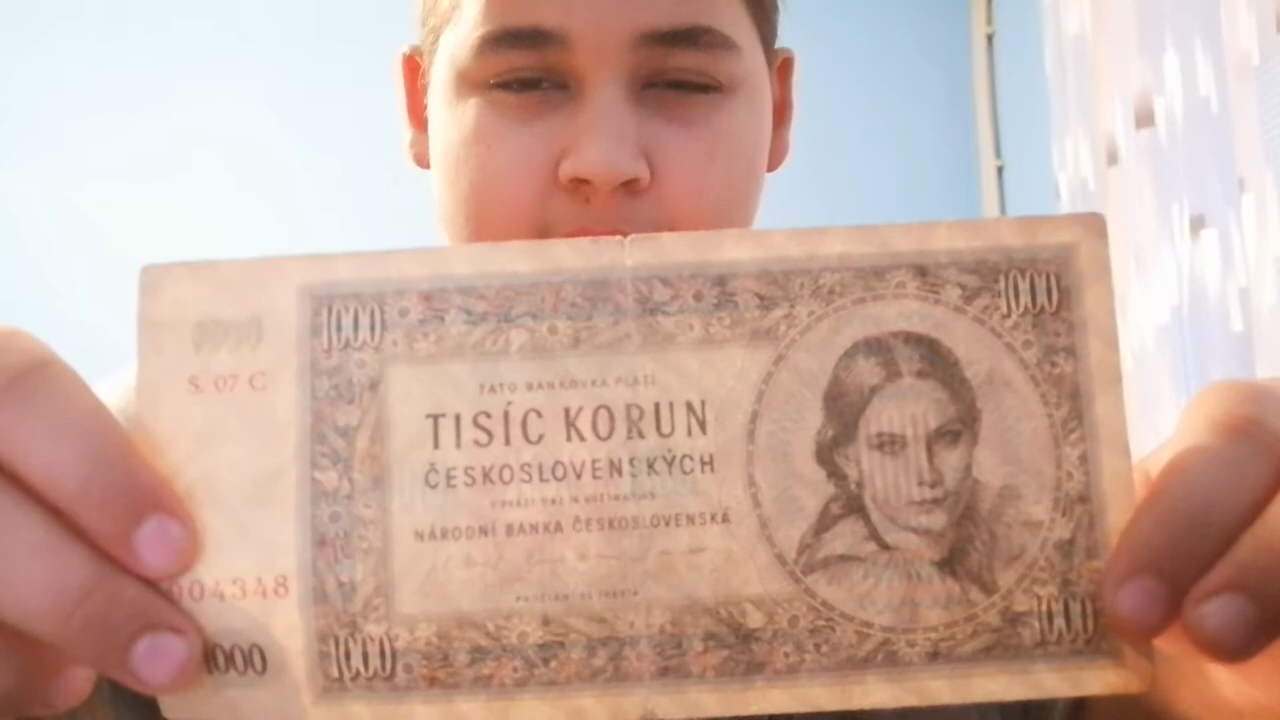 1000
1000
S. 07 C
TATO BANKOVKA PLATÍ
TISÍC KORUN
ČESKOSLOVENSKÝCH
NÁRODNÍ BANKA ČESKOSLOVENSKÁ
004348
1000
1000
1000